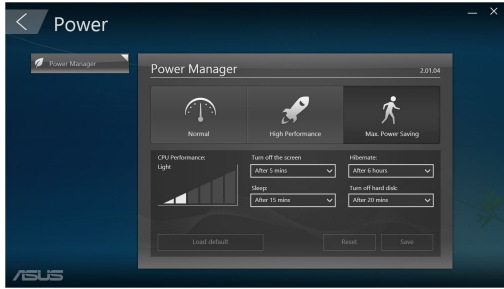 Power
Power Manager
Power Manager 2.01.04
Normal High Performance Max. Power Saving
CPU Performance: Turn off the screen Hibernate:
Light After 5 mins After 6 hours
Sleep: Turn off hard disk:
After 15 mins After 20 mins
Load default Reset Save
ASUS